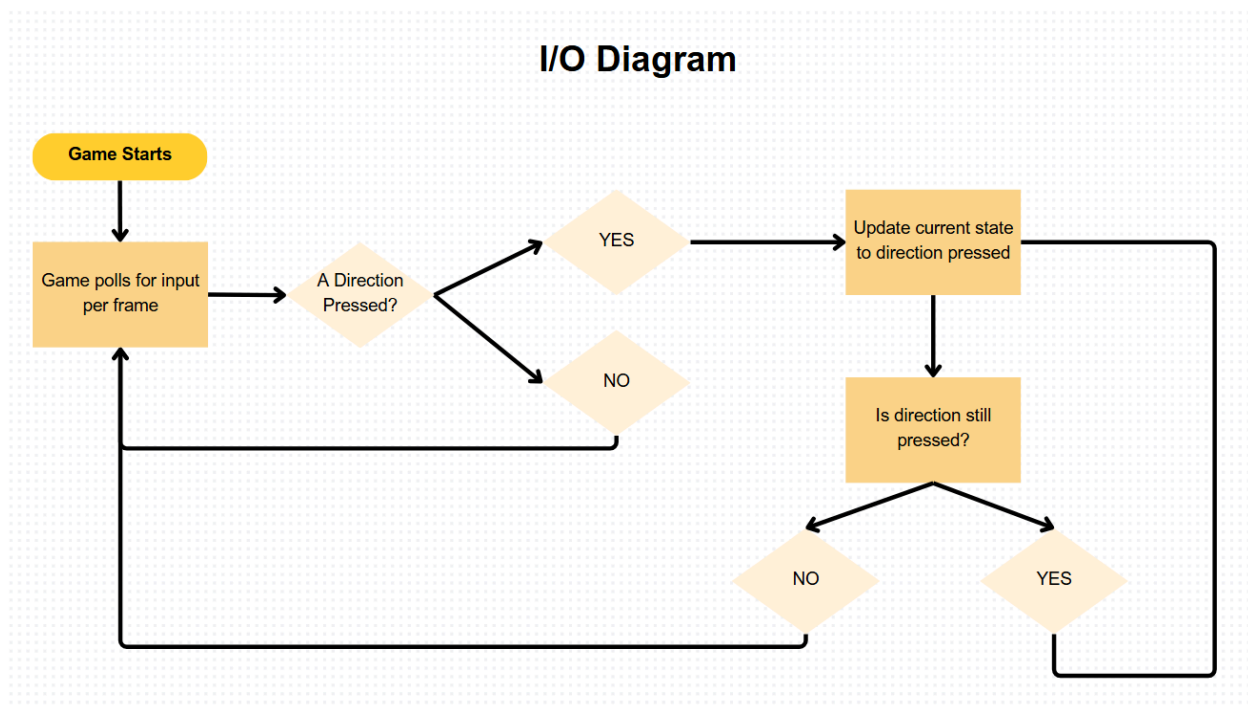 I/O Diagram
Game Starts
Game polls for input
per frame
A Direction
Pressed?
YES
NO
Update current state
to direction pressed
Is direction still
pressed?
NO
YES